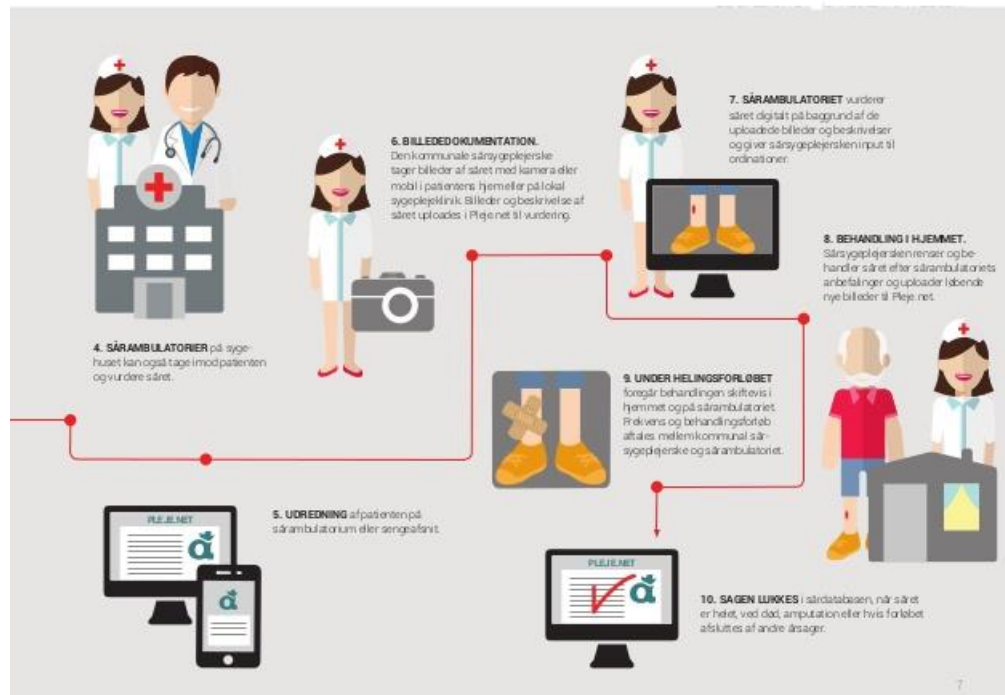 4. SÅRAMBULATORIER på syge-
huset kan også tage imod patienten
og vurdere såret.
PLEJE.NET
5. UDREDNING af patienten på
sårambulatorium eller sengeafsnit.
6. BILLEDEDOKUMENTATION.
Den kommunale sårsygeplejerske
tager billeder af såret med kamera eller
mobil i patientens hjem eller på lokal
sygeplejeklinik. Billeder og beskrivelse af
såret uploades i Pleje.net til vurdering.
7. SÅRAMBULATORIET vurderer
såret digitalt på baggrund af de
uploadede billeder og beskrivelser
og giver sårsygeplejersken input til
ordinationer.
8. BEHANDLING I HJEMMET.
Sårsygeplejersken renser og be-
handler såret efter sårambulatoriets
anbefalinger og uploader løbende
nye billeder til Pleje.net.
9. UNDER HELINGSFORLØBET
foregår behandlingen skiftevis i
hjemmet og på sårambulatoriet.
Frekvens og behandlingsforløb
aftales mellem kommunal sår-
sygeplejerske og sårambulatoriet.
PLEJE.NET
10. SAGEN LUKKES i sårdatabasen, når såret
er helet, ved død, amputation eller hvis forløbet
afsluttes af andre årsager.
7